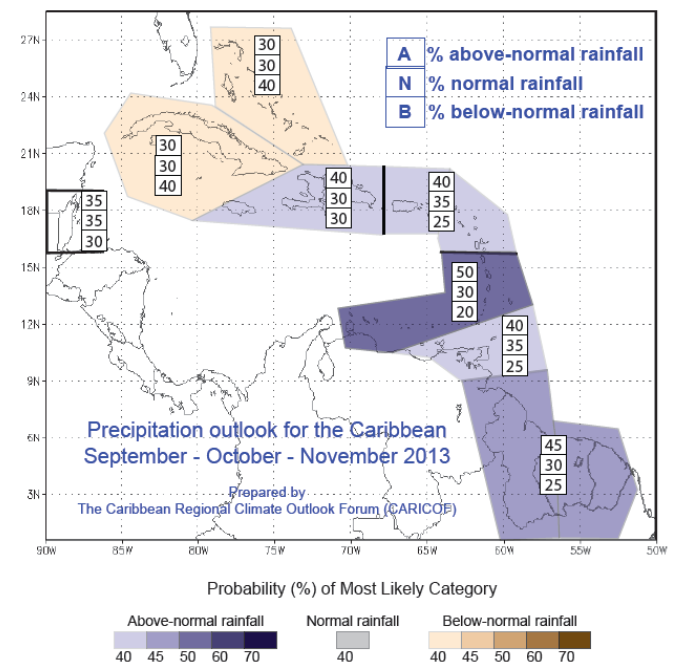 27N
24N
21N
18N
15N
12N
9N
6N
3N
A % above-normal rainfall
N % normal rainfall
B % below-normal rainfall
30
30
40
30
30
40
40
30
30
40
35
25
35
35
30
50
30
20
40
35
25
45
30
25
Precipitation outlook for the Caribbean
September - October - November 2013
Prepared by
The Caribbean Regional Climate Outlook Forum (CARICOF)
90W 85W 80W 75W 70W 65W 60W 55W 50W
Probability (%) of Most Likely Category
Above-normal rainfall Normal rainfall Below-normal rainfall
40 45 50 60 70 40 40 45 50 60 70